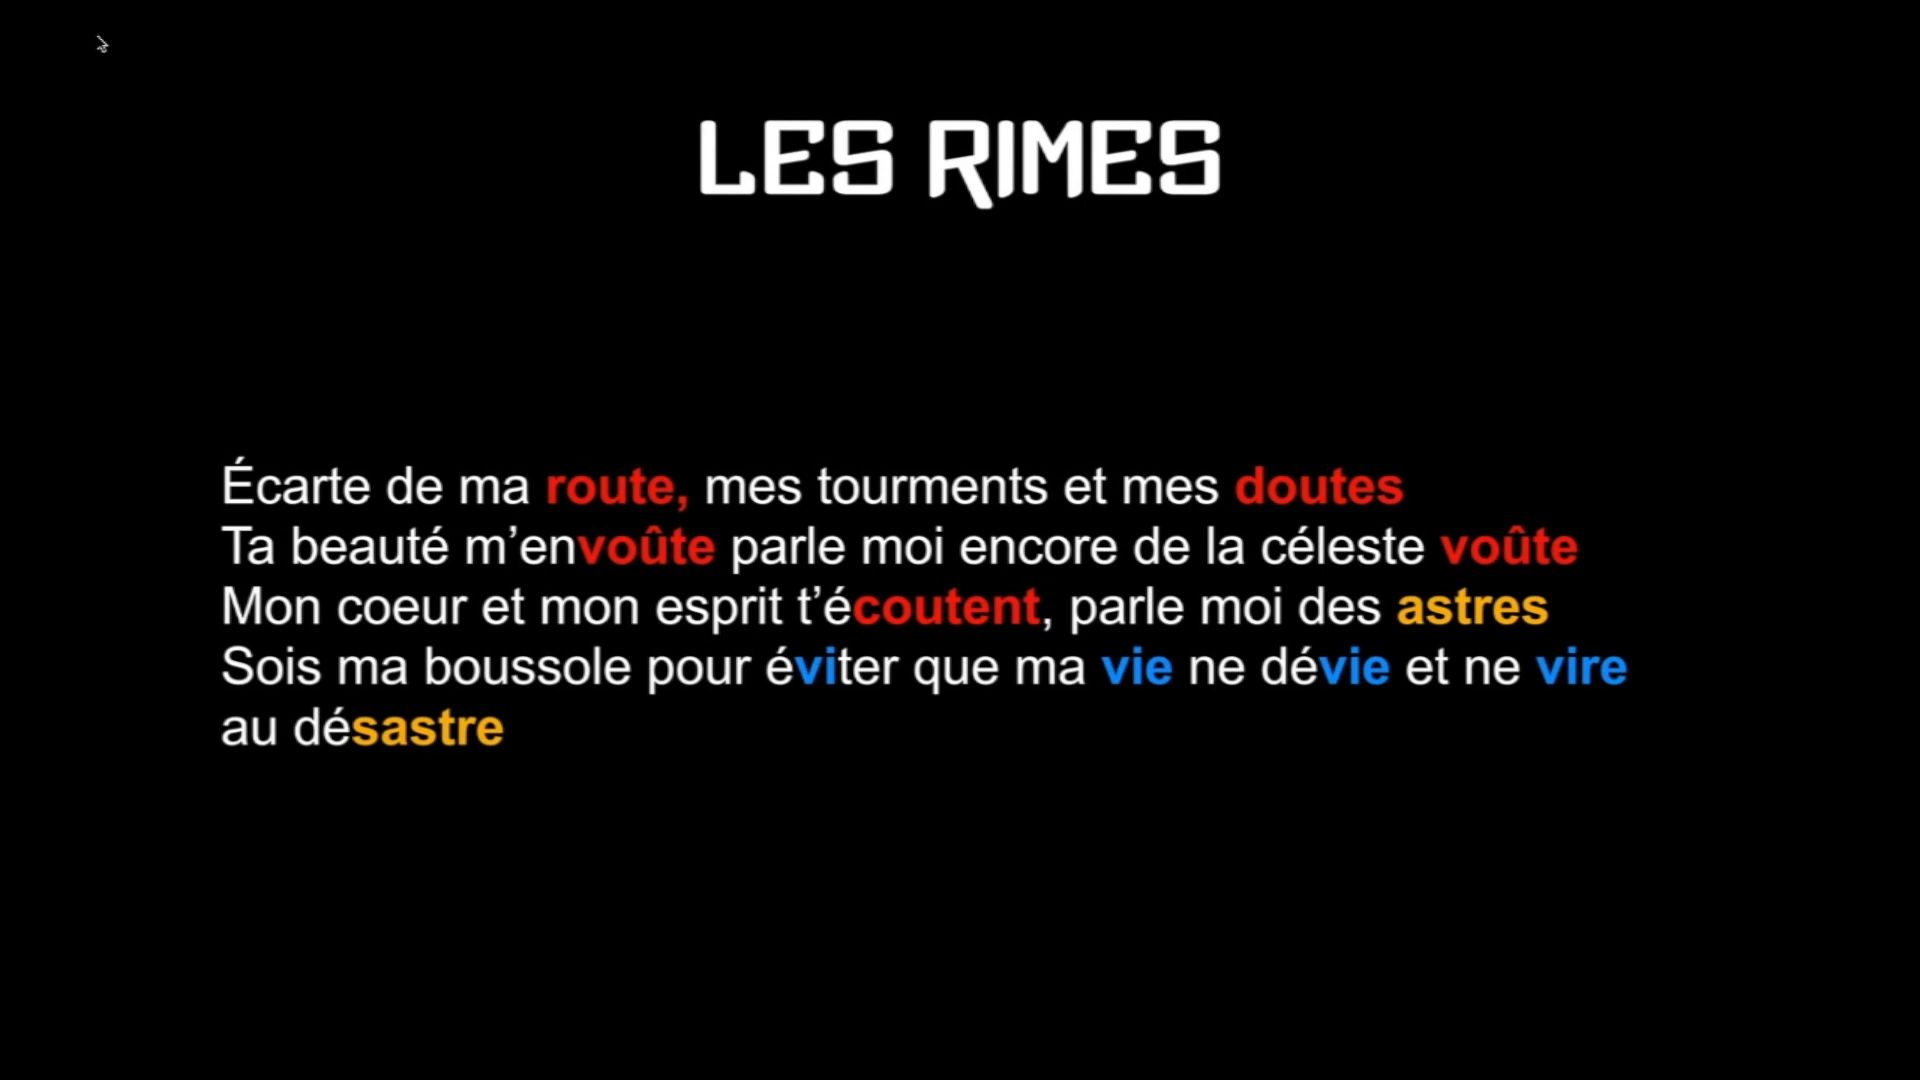 LES RIMES
Écarte de ma route, mes tourments et mes doutes
Ta beauté m’envoûte parle moi encore de la céleste voûte
Mon coeur et mon esprit t’écoutent, parle moi des astres
Sois ma boussole pour éviter que ma vie ne dévie et ne vire
au désastre